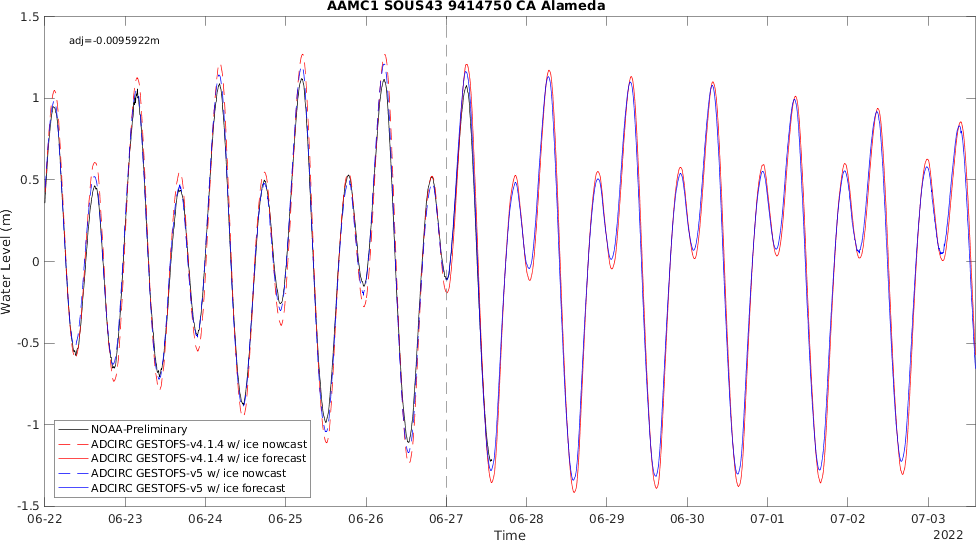 AAMC1 SOUS43 9414750 CA Alameda
adj=-0.0095922m
1.5
1
0.5
0
-0.5
-1
-1.5
Water Level (m)
NOAA-Preliminary
ADCIRC GESTOFS-v4.1.4 w/ ice nowcast
ADCIRC GESTOFS-v4.1.4 w/ ice forecast
ADCIRC GESTOFS-v5 w/ ice nowcast
ADCIRC GESTOFS-v5 w/ ice forecast
06-22 06-23 06-24 06-25 06-26 06-27 06-28 06-29 06-30 07-01 07-02 07-03
Time
2022